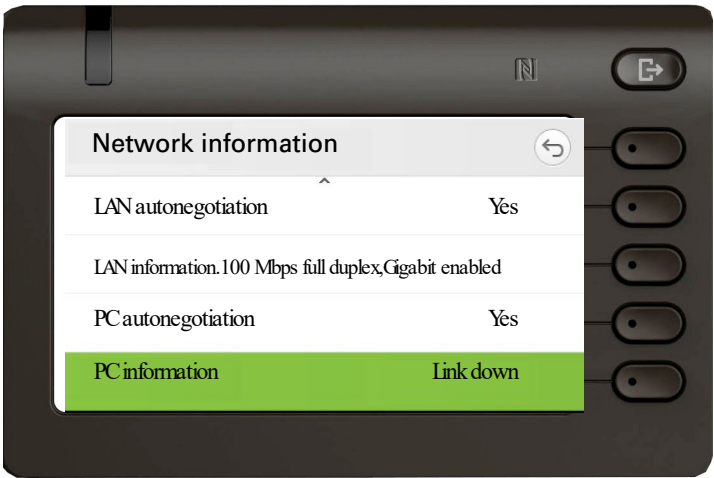 Network information
LAN autonegotiation Yes
LAN information.100 Mbps full duplex,Gigabit enabled
PC autonegotiation Yes
PC information Link down